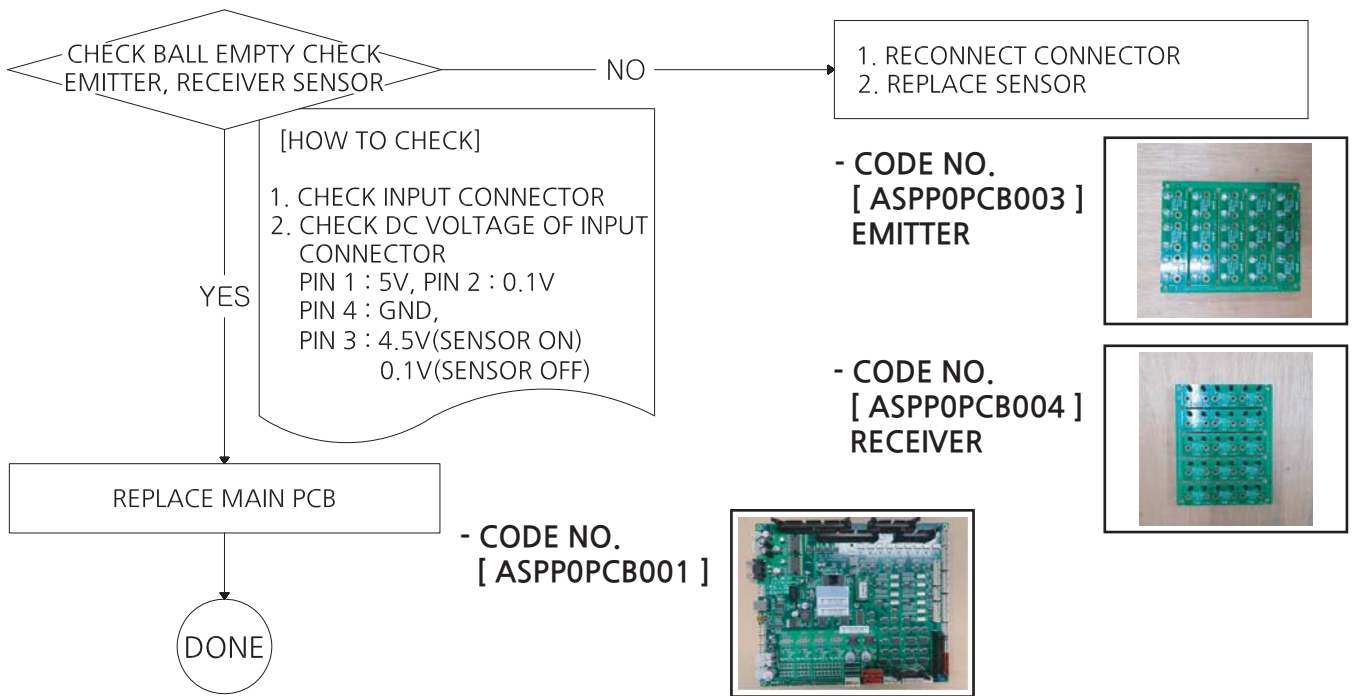 CHECK BALL EMPTY CHECK
EMITTER, RECEIVER SENSOR
NO
1. RECONNECT CONNECTOR
2. REPLACE SENSOR
[HOW TO CHECK]
1. CHECK INPUT CONNECTOR
2. CHECK DC VOLTAGE OF INPUT
CONNECTOR
PIN 1 : 5V, PIN 2 : 0.1V
PIN 4 : GND,
PIN 3 : 4.5V(SENSOR ON)
0.1V(SENSOR OFF)
YES
- CODE NO.
[ ASPP0PCB003 ]
EMITTER
- CODE NO.
[ ASPP0PCB004 ]
RECEIVER
REPLACE MAIN PCB
- CODE NO.
[ ASPP0PCB001 ]
DONE